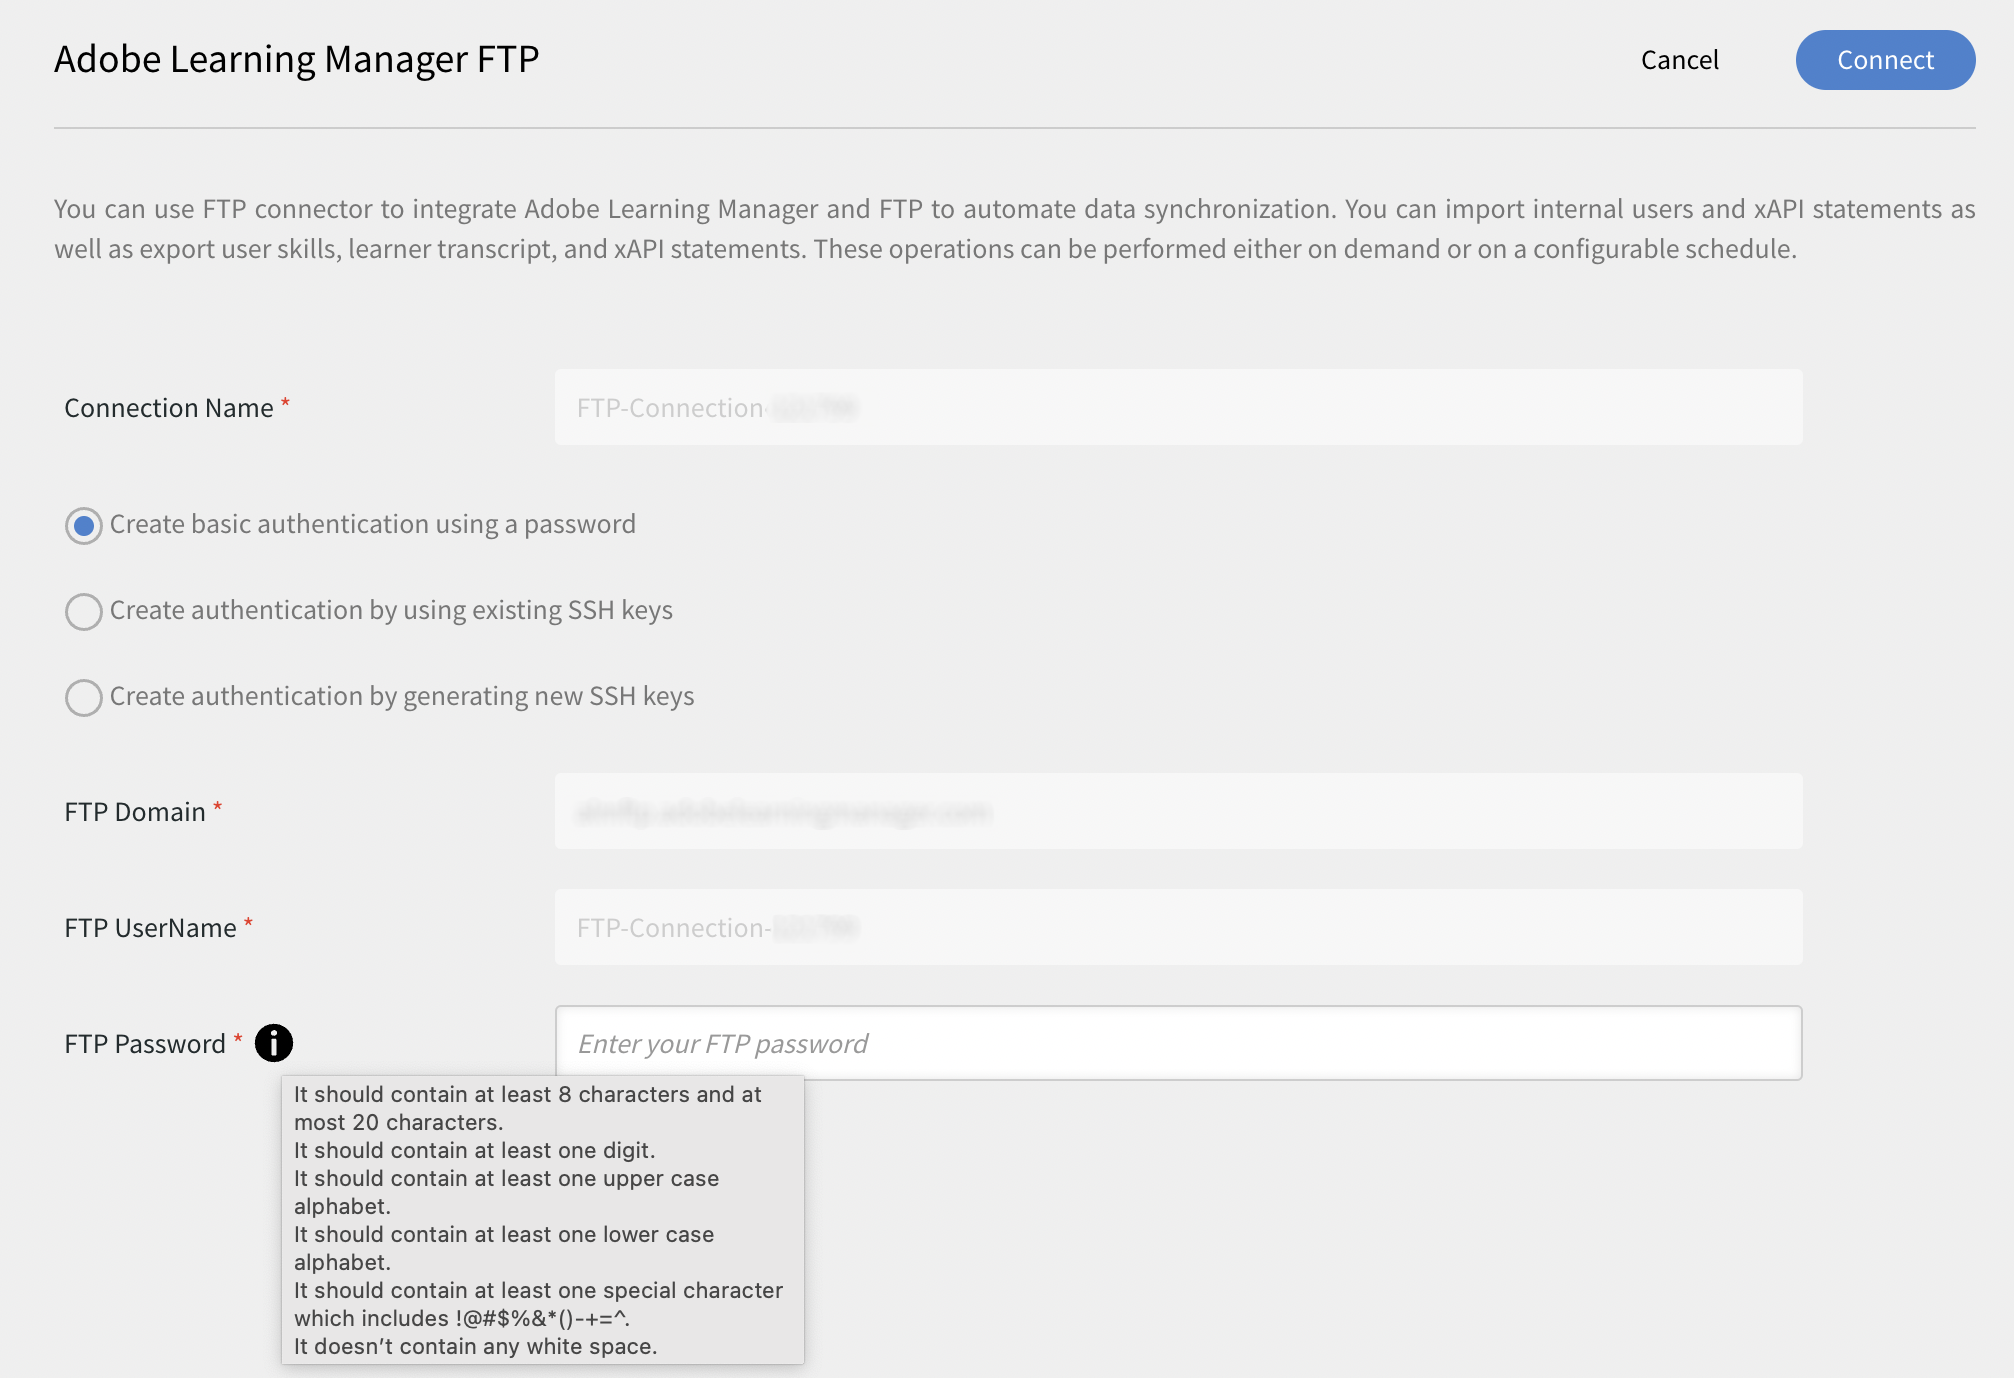 Adobe Learning Manager FTP
Cancel
Connect
You can use FTP connector to integrate Adobe Learning Manager and FTP to automate data synchronization. You can import internal users and xAPI statements as
well as export user skills, learner transcript, and xAPI statements. These operations can be performed either on demand or on a configurable schedule.
Connection Name *
FTP-Connection-
Create basic authentication using a password
Create authentication by using existing SSH keys
Create authentication by generating new SSH keys
FTP Domain *
FTP UserName *
FTP-Connection-
FTP Password *
Enter your FTP password
It should contain at least 8 characters and at
most 20 characters.
It should contain at least one digit.
It should contain at least one upper case
alphabet.
It should contain at least one lower case
alphabet.
It should contain at least one special character
which includes !@#$%&*()-+=^.
It doesn't contain any white space.